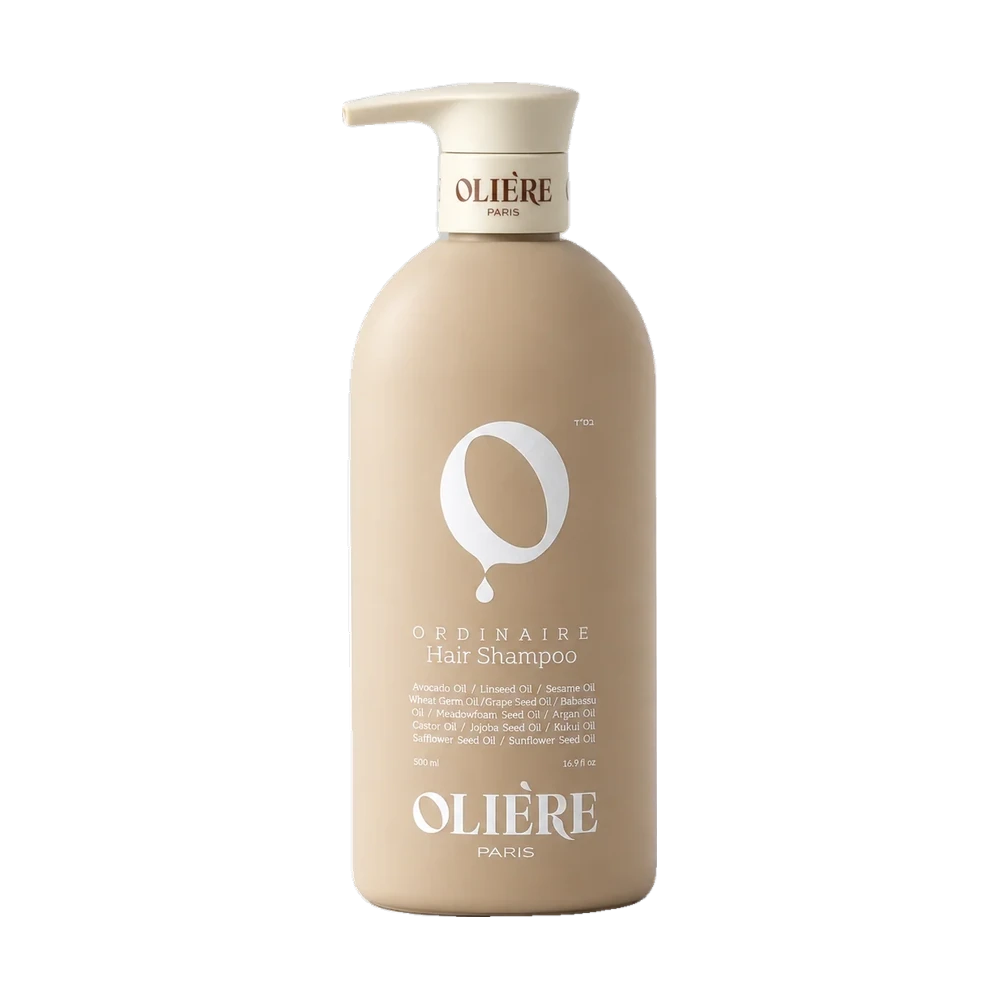 OLIÈRE
PARIS
בס״ד
ORDINAIRE
Hair Shampoo
Avocado Oil / Linseed Oil / Sesame Oil
Wheat Germ Oil / Grape Seed Oil / Babassu
Oil / Meadowfoam Seed Oil / Argan Oil
Castor Oil / Jojoba Seed Oil / Kukui Oil
Safflower Seed Oil / Sunflower Seed Oil
500 ml 16.9 fl oz
OLIÈRE
PARIS